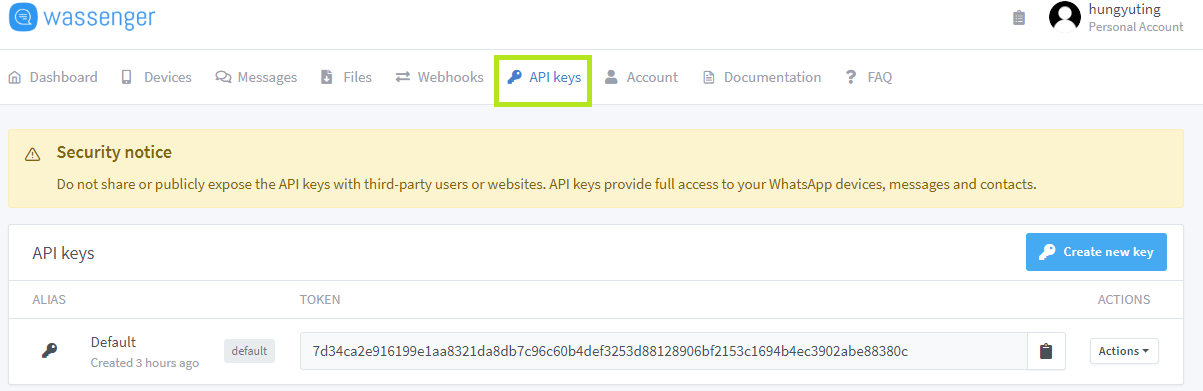 wassenger
hungyuting
Personal Account
Dashboard Devices Messages Files Webhooks API keys Account Documentation ? FAQ
Security notice
Do not share or publicly expose the API keys with third-party users or websites. API keys provide full access to your WhatsApp devices, messages and contacts.
API keys
Create new key
ALIAS TOKEN ACTIONS
Default
Created 3 hours ago
default
7d34ca2e916199e1aa8321da8db7c96c60b4def3253d88128906bf2153c1694b4ec3902abe88380c
Actions